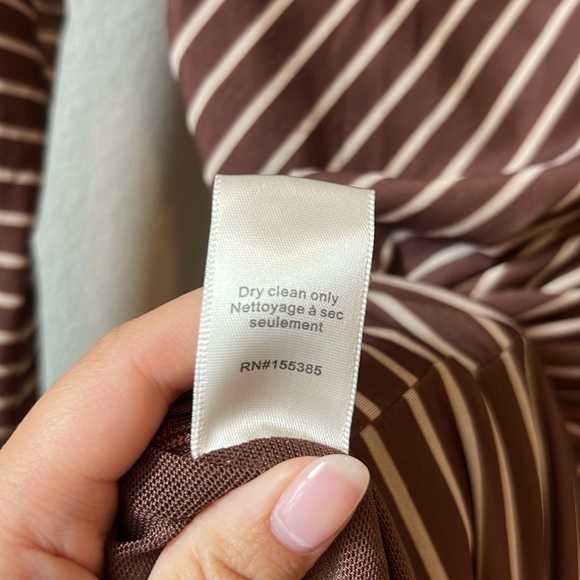 Dry clean only
Nettoyage à sec
seulement
RN#155385